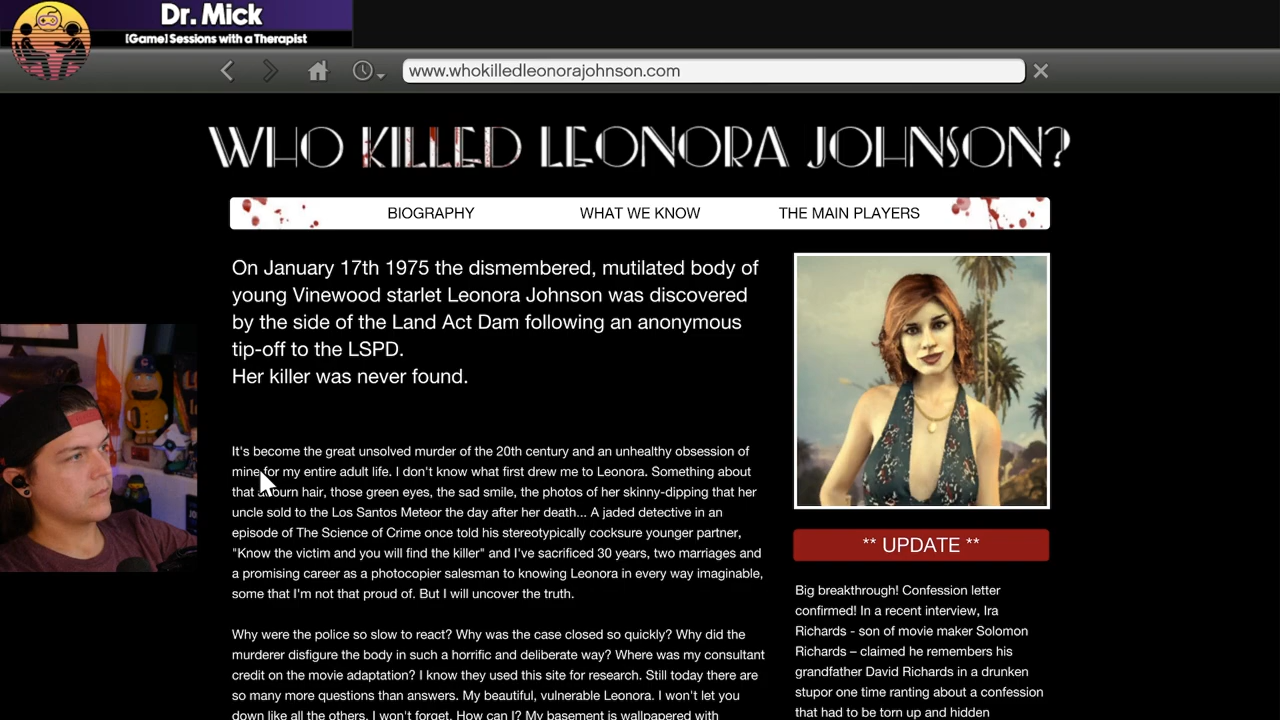 Dr. Mick
[Game] Sessions with a Therapist
www.whokilledleonorajohnson.com
WHO KILLED LEONORA JOHNSON?
BIOGRAPHY
WHAT WE KNOW
THE MAIN PLAYERS
On January 17th 1975 the dismembered, mutilated body of
young Vinewood starlet Leonora Johnson was discovered
by the side of the Land Act Dam following an anonymous
tip-off to the LSPD.
Her killer was never found.
It's become the great unsolved murder of the 20th century and an unhealthy obsession of
mine for my entire adult life. I don't know what first drew me to Leonora. Something about
that auburn hair, those green eyes, the sad smile, the photos of her skinny-dipping that her
uncle sold to the Los Santos Meteor the day after her death... A jaded detective in an
episode of The Science of Crime once told his stereotypically cocksure younger partner,
"Know the victim and you will find the killer" and I've sacrificed 30 years, two marriages and
a promising career as a photocopier salesman to knowing Leonora in every way imaginable,
some that I'm not that proud of. But I will uncover the truth.
Why were the police so slow to react? Why was the case closed so quickly? Why did the
murderer disfigure the body in such a horrific and deliberate way? Where was my consultant
credit on the movie adaptation? I know they used this site for research. Still today there are
so many more questions than answers. My beautiful, vulnerable Leonora. I won't let you
down like all the others. I won't forget. How can I? My basement is wallpapered with
** UPDATE **
Big breakthrough! Confession letter
confirmed! In a recent interview, Ira
Richards - son of movie maker Solomon
Richards – claimed he remembers his
grandfather David Richards in a drunken
stupor one time ranting about a confession
that had to be torn up and hidden